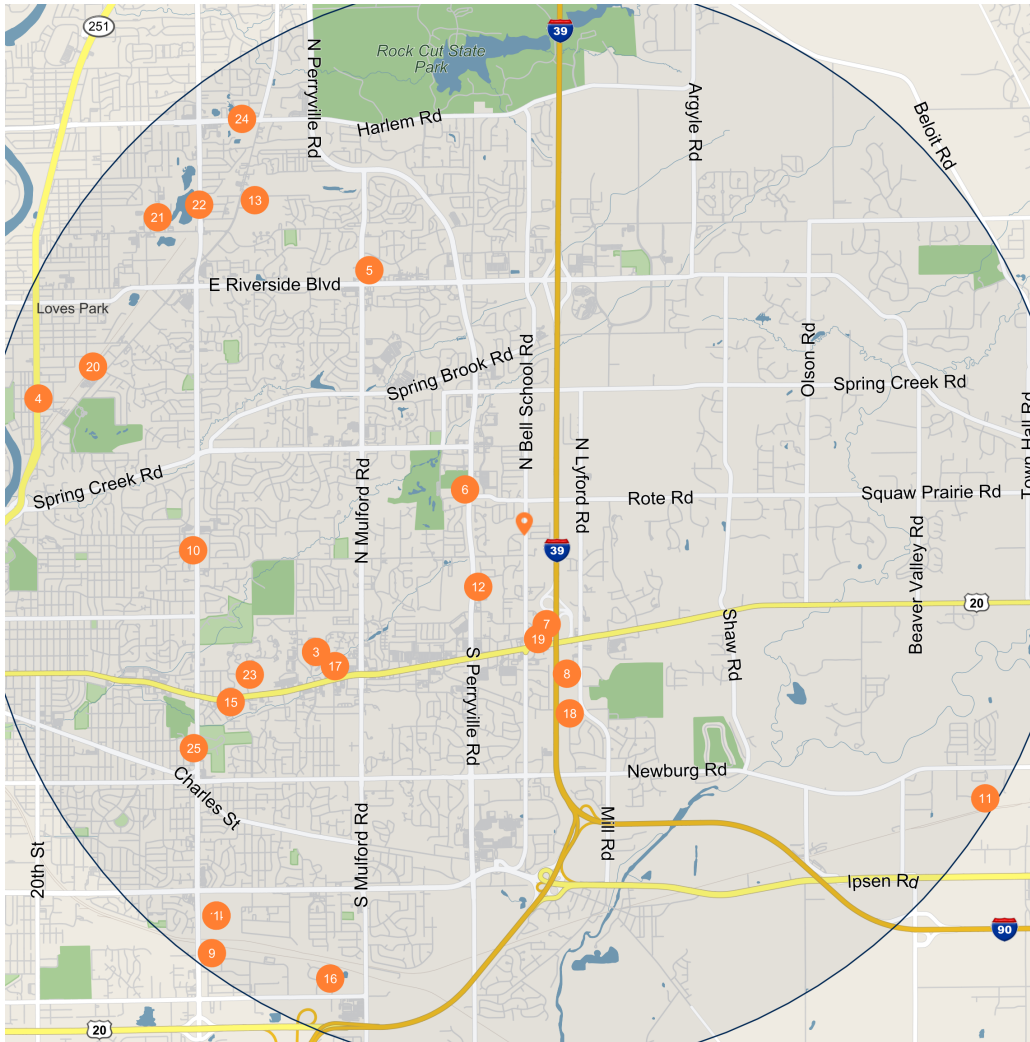 251
39
Rock Cut State
Park
N Perryville Rd
24
Harlem Rd
Argyle Rd
Beloit Rd
13
22
21
5
E Riverside Blvd
Loves Park
20
4
Spring Brook Rd
N Bell School Rd
Olson Rd
Spring Creek Rd
Town Hall Rd
Spring Creek Rd
N Mulford Rd
6
N Lyford Rd
Rote Rd
Squaw Prairie Rd
10
39
12
Beaver Valley Rd
20
7
19
3
17
23
8
15
18
Shaw Rd
S Perryville Rd
25
Charles St
Newburg Rd
11
20th St
S Mulford Rd
Mill Rd
Ipsen Rd
9
16
90
20